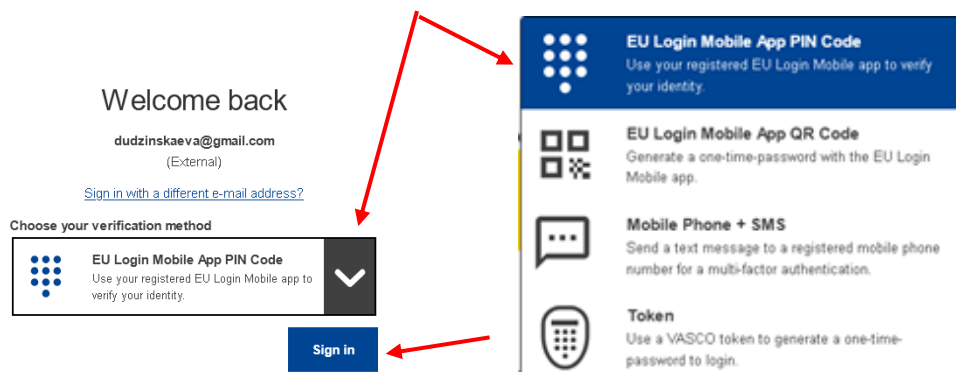 Welcome back
dudzinskaeva@gmail.com
(External)
Sign in with a different e-mail address?
Choose your verification method
EU Login Mobile App PIN Code
Use your registered EU Login Mobile app to
verify your identity.
Sign in
EU Login Mobile App PIN Code
Use your registered EU Login Mobile app to verify
your identity.
EU Login Mobile App QR Code
Generate a one-time-password with the EU Login
Mobile app.
Mobile Phone + SMS
Send a text message to a registered mobile phone
number for a multi-factor authentication.
Token
Use a VASCO token to generate a one-time-
password to login.